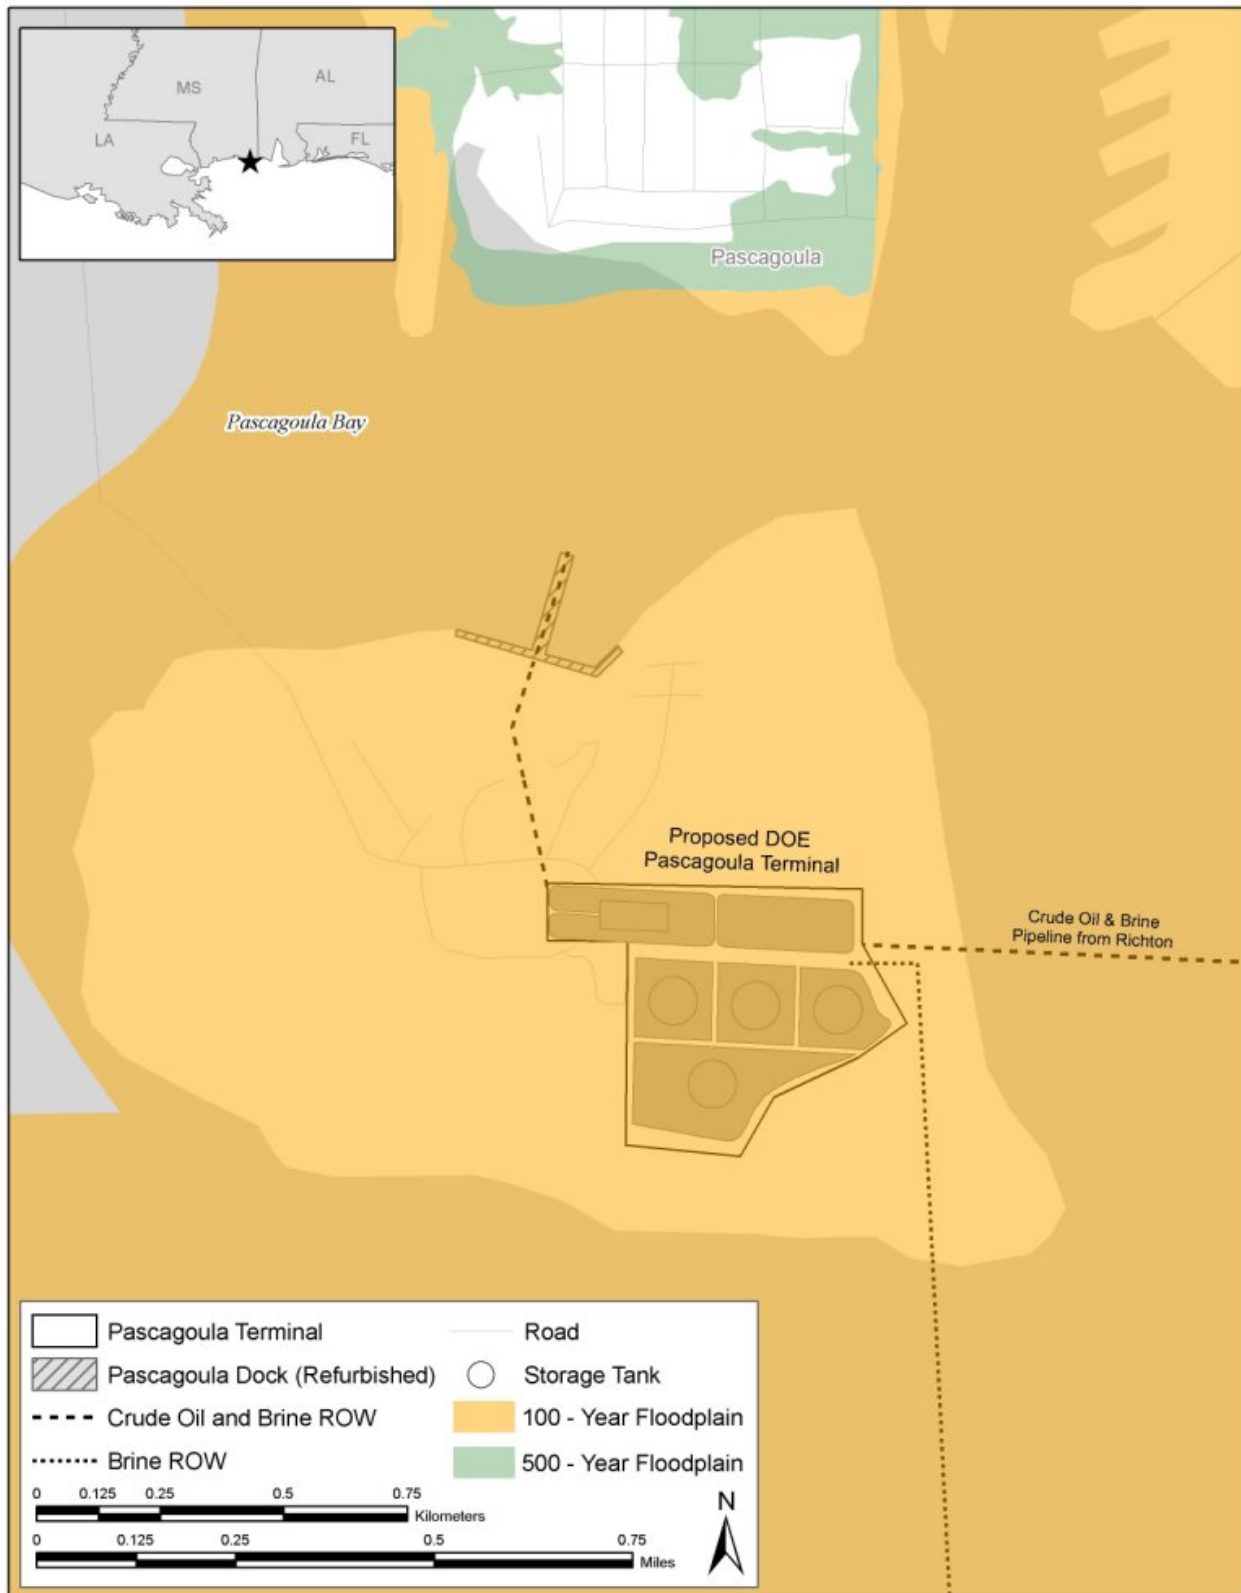 MS
AL
LA
FL
Pascagoula
Pascagoula Bay
Proposed DOE
Pascagoula Terminal
Crude Oil & Brine
Pipeline from Richton
Pascagoula Terminal
Road
Pascagoula Dock (Refurbished)
Storage Tank
Crude Oil and Brine ROW
100 - Year Floodplain
Brine ROW
500 - Year Floodplain
0 0.125 0.25 0.5 0.75
Kilometers
N
0 0.125 0.25 0.5 0.75
Miles